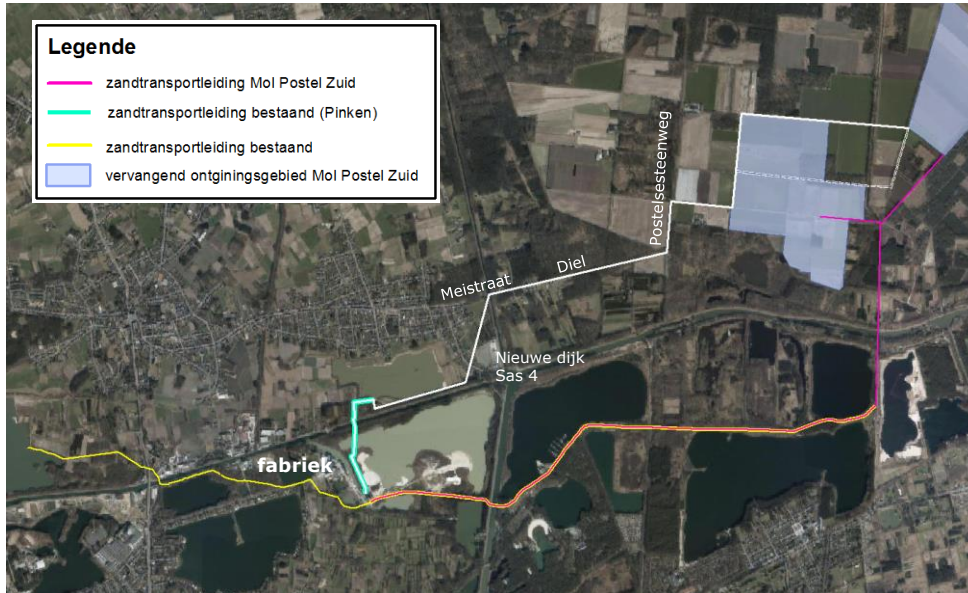 Legende
zandtransportleiding Mol Postel Zuid
zandtransportleiding bestaand (Pinken)
zandtransportleiding bestaand
vervangend ontginingsgebied Mol Postel Zuid
Postelsesteenweg
Diel
Meistraat
Nieuwe dijk
Sas 4
fabriek